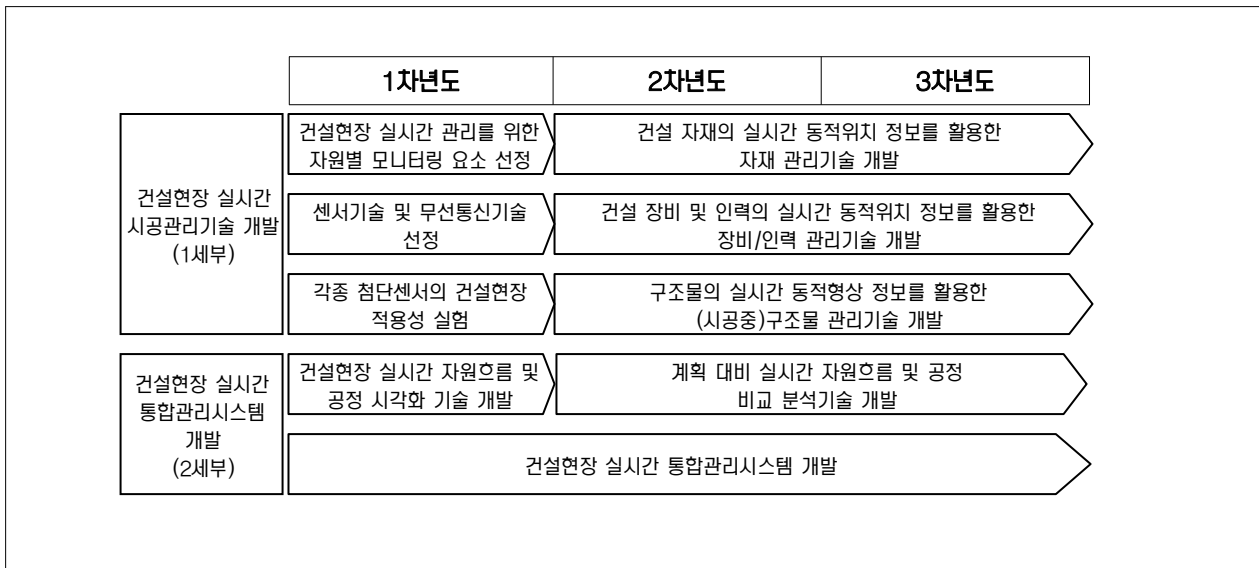 1차년도 2차년도 3차년도
건설현장 실시간
시공관리기술 개발
(1세부)
건설현장 실시간 관리를 위한
자원별 모니터링 요소 선정
건설 자재의 실시간 동적위치 정보를 활용한
자재 관리기술 개발
센서기술 및 무선통신기술
선정
건설 장비 및 인력의 실시간 동적위치 정보를 활용한
장비/인력 관리기술 개발
각종 첨단센서의 건설현장
적용성 실험
구조물의 실시간 동적형상 정보를 활용한
(시공중)구조물 관리기술 개발
건설현장 실시간
통합관리시스템
개발
(2세부)
건설현장 실시간 자원흐름 및
공정 시각화 기술 개발
계획 대비 실시간 자원흐름 및 공정
비교 분석기술 개발
건설현장 실시간 통합관리시스템 개발